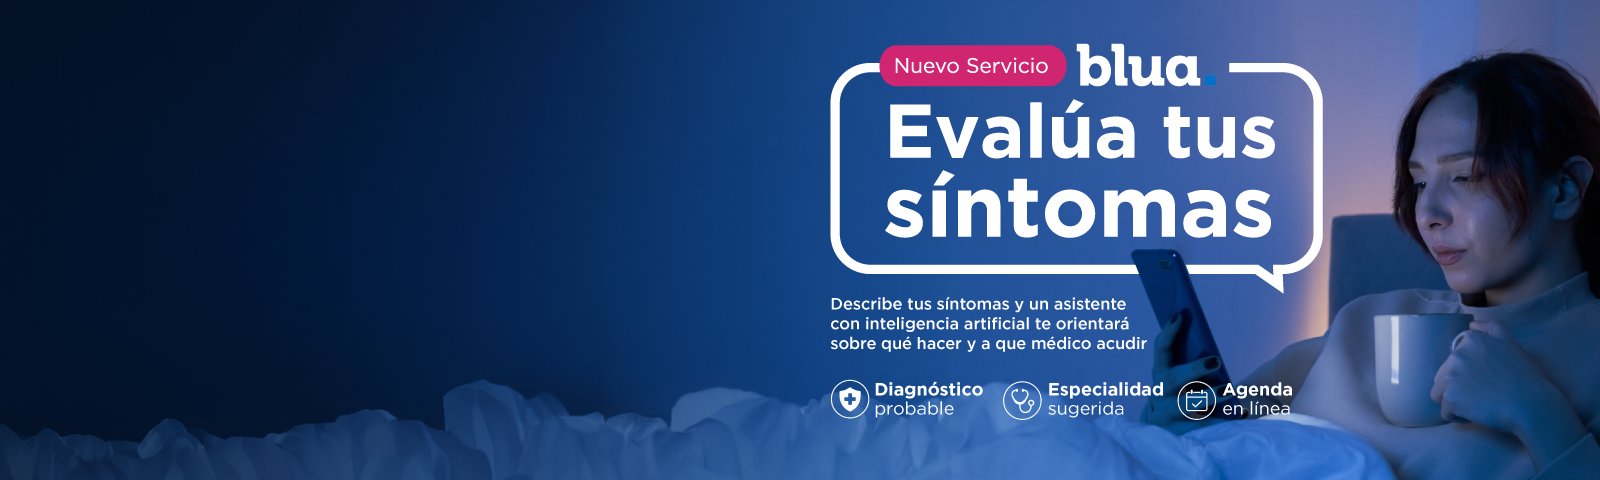 Nuevo Servicio
blua.
Evalúa tus
síntomas
Describe tus síntomas y un asistente
con inteligencia artificial te orientará
sobre qué hacer y a que médico acudir
Diagnóstico
probable
Especialidad
sugerida
Agenda
en línea